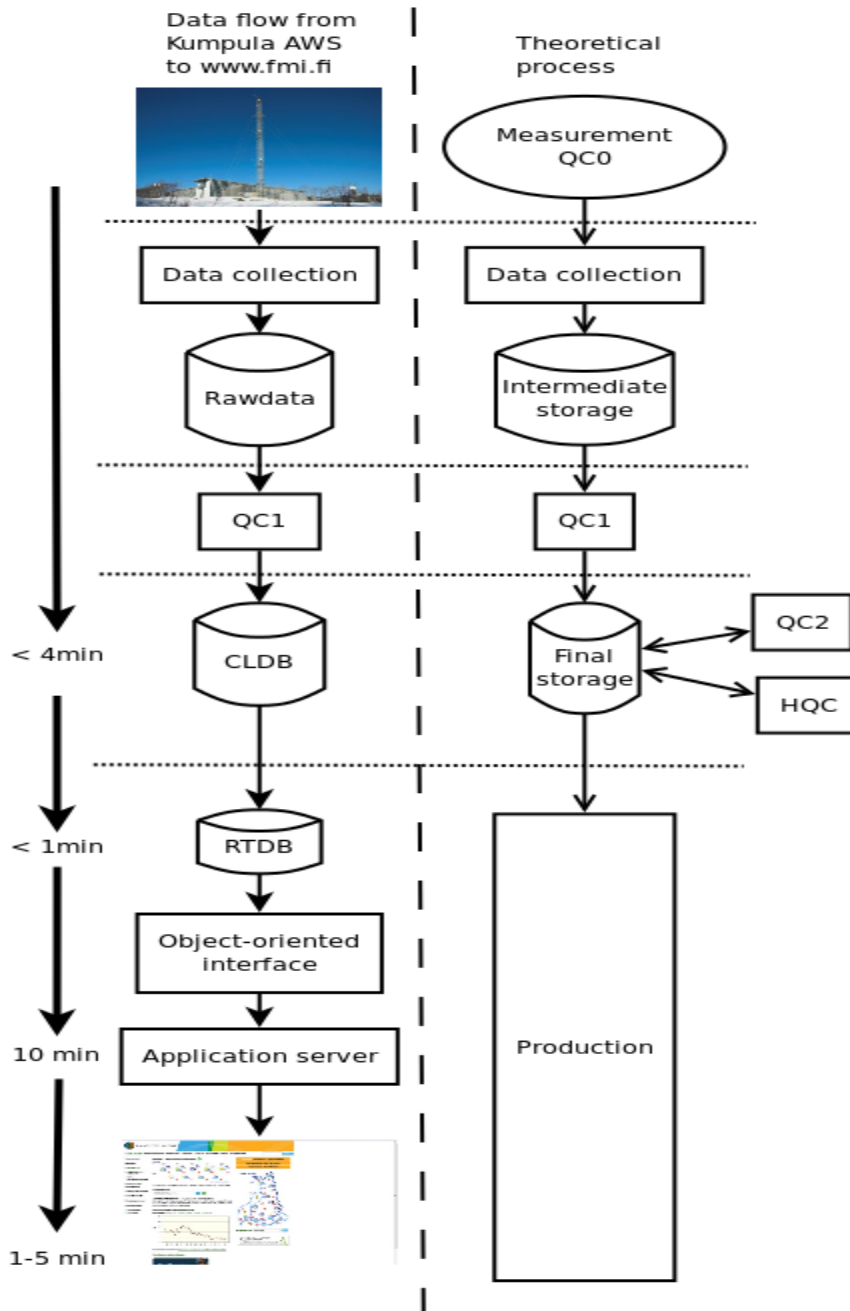 Data flow from
Kumpula AWS
to www.fmi.fi
Theoretical
process
Measurement
QC0
Data collection
Data collection
Rawdata
Intermediate
storage
QC1
QC1
< 4min
CLDB
Final
storage
QC2
HQC
< 1min
RTDB
Object-oriented
interface
10 min
Application server
Production
1-5 min